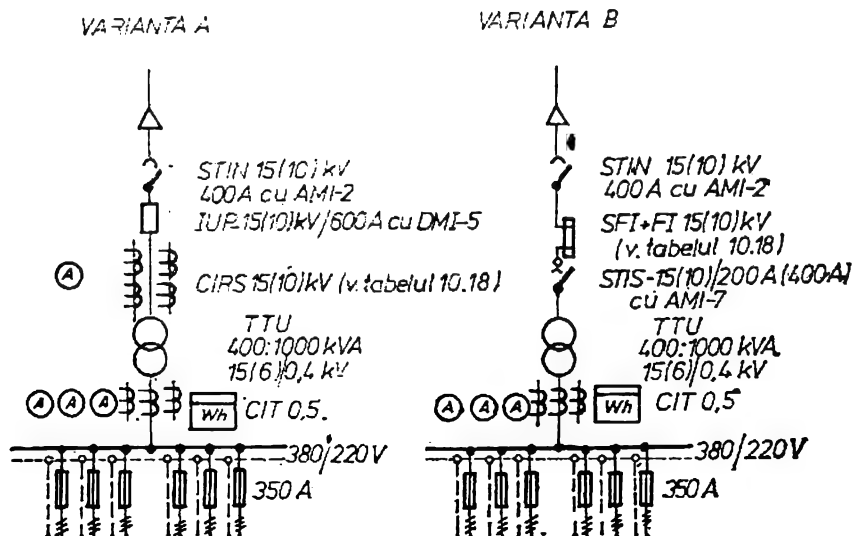 VARIANTA A
STIN 15(10) kV
400A cu AMI-2
IUP 15(10)kV/600A cu DMI-5
A
CIRS 15(10)kV (v. tabelul 10.18)
TTU
400:1000 kVA
15(6)/0,4 kV
A A A
Wh
CIT 0,5.
380/220V
350 A
VARIANTA B
STIN 15(10) kV
400A cu AMI-2
SFI+FI 15(10)kV
(v. tabelul 10.18)
STIS-15(10)/200A(400A)
cu AMI-7
TTU
400:1000 kVA.
15(6)/0,4 kV
A A A
Wh
CIT 0,5
380/220V
350 A